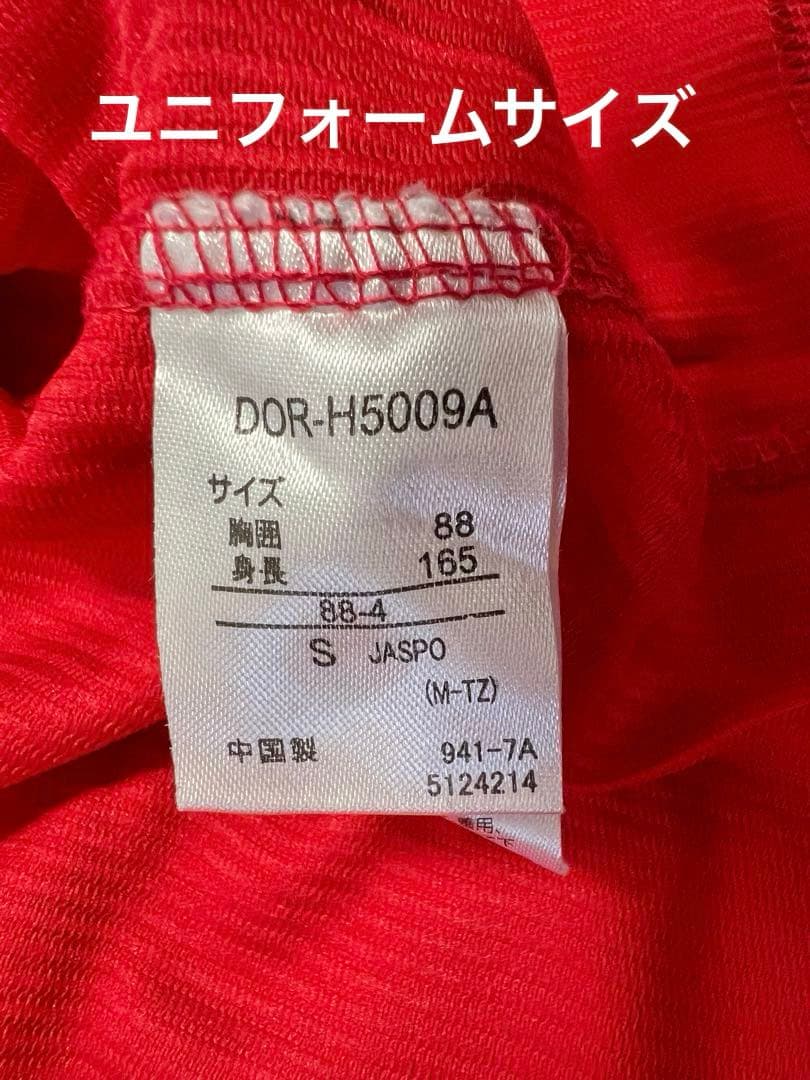 ユニフォームサイズ
DOR-H5009A
サイズ
胸囲 88
身長 165
88-4
S JASPO
(M-TZ)
中国製 941-7A
5124214
用、